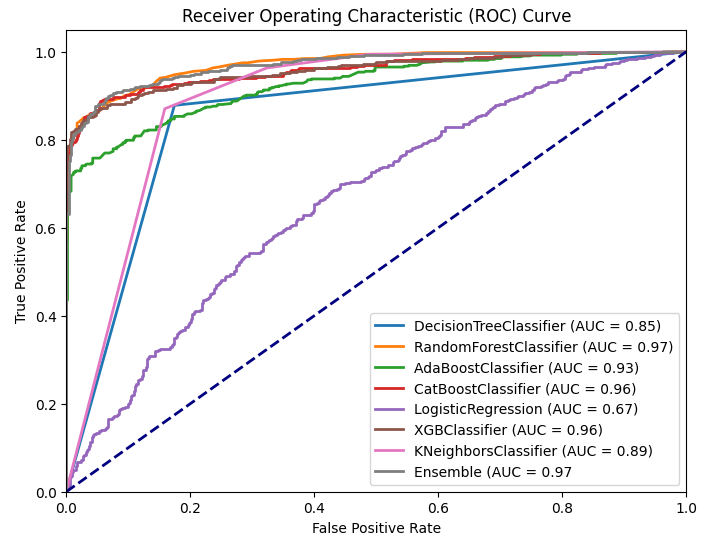 Receiver Operating Characteristic (ROC) Curve
1.0
0.8
0.6
0.4
0.2
0.0
True Positive Rate
DecisionTreeClassifier (AUC = 0.85)
RandomForestClassifier (AUC = 0.97)
AdaBoostClassifier (AUC = 0.93)
CatBoostClassifier (AUC = 0.96)
LogisticRegression (AUC = 0.67)
XGBClassifier (AUC = 0.96)
KNeighborsClassifier (AUC = 0.89)
Ensemble (AUC = 0.97
0.0 0.2 0.4 0.6 0.8 1.0
False Positive Rate